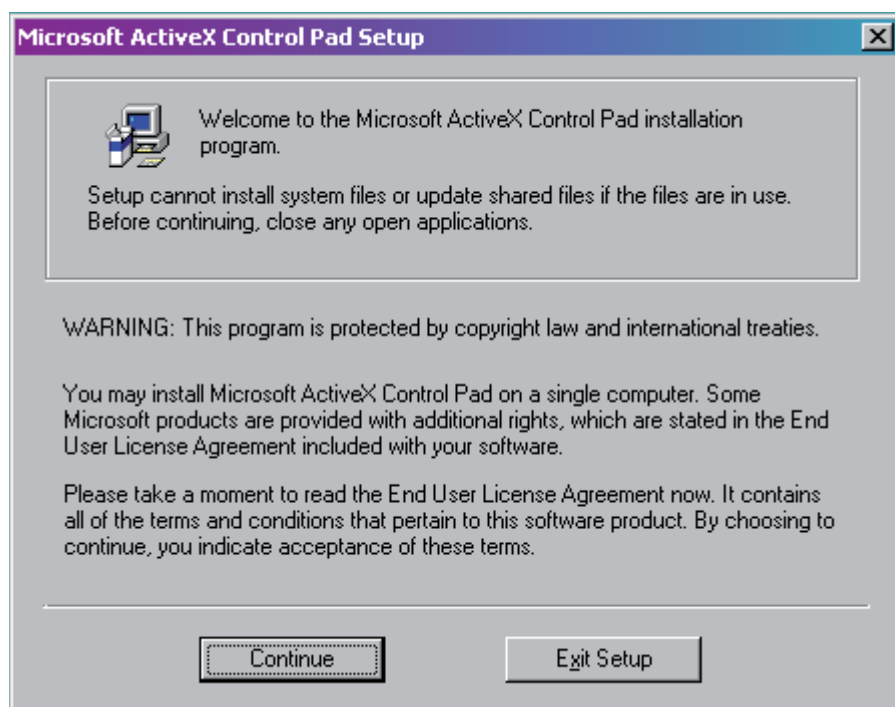 Microsoft ActiveX Control Pad Setup
Welcome to the Microsoft ActiveX Control Pad installation
program.
Setup cannot install system files or update shared files if the files are in use.
Before continuing, close any open applications.
WARNING: This program is protected by copyright law and international treaties.
You may install Microsoft ActiveX Control Pad on a single computer. Some
Microsoft products are provided with additional rights, which are stated in the End
User License Agreement included with your software.
Please take a moment to read the End User License Agreement now. It contains
all of the terms and conditions that pertain to this software product. By choosing to
continue, you indicate acceptance of these terms.
Continue
Exit Setup